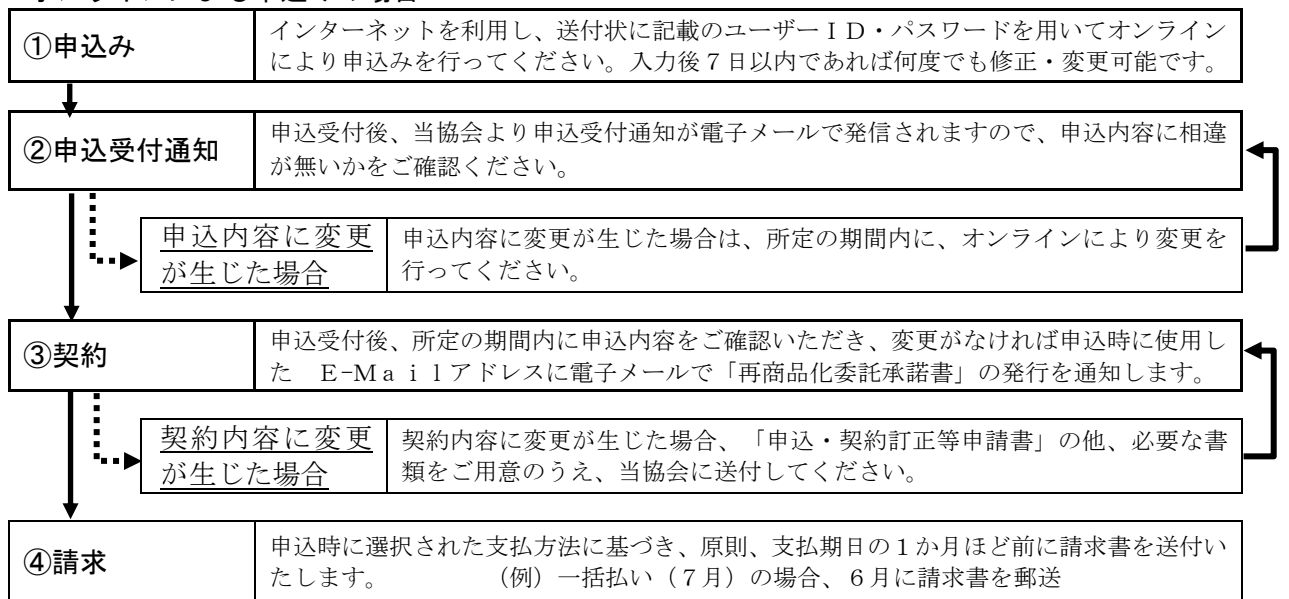 ①申込み
インターネットを利用し、送付状に記載のユーザーＩＤ・パスワードを用いてオンライン
により申込みを行ってください。入力後７日以内であれば何度でも修正・変更可能です。
②申込受付通知
申込受付後、当協会より申込受付通知が電子メールで発信されますので、申込内容に相違
が無いかをご確認ください。
申込内容に変更
が生じた場合
申込内容に変更が生じた場合は、所定の期間内に、オンラインにより変更を
行ってください。
③契約
申込受付後、所定の期間内に申込内容をご確認いただき、変更がなければ申込時に使用し
た　E-Ｍａｉｌアドレスに電子メールで「再商品化委託承諾書」の発行を通知します。
契約内容に変更
が生じた場合
契約内容に変更が生じた場合、「申込・契約訂正等申請書」の他、必要な書
類をご用意のうえ、当協会に送付してください。
④請求
申込時に選択された支払方法に基づき、原則、支払期日の１か月ほど前に請求書を送付い
たします。　　　　（例）一括払い（７月）の場合、６月に請求書を郵送